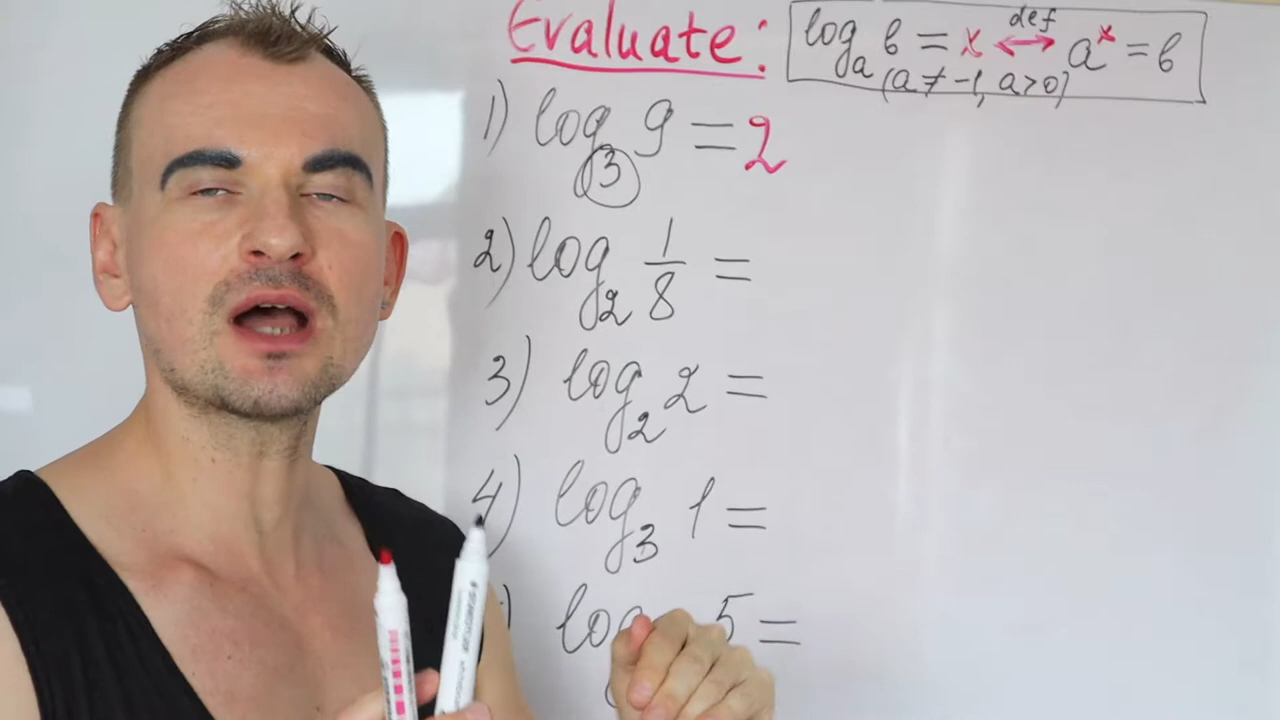 Evaluate:
log_a b = x ⟷ a^x = b
def
(a ≠ -1, a>0)
1) log_3 9 = 2
2) log_2 1/8 =
3) log_2 2 =
4) log_3 1 =
) log 5 =